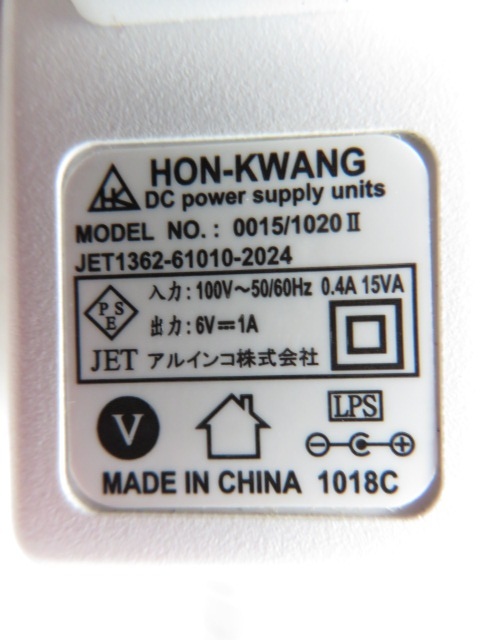 HON-KWANG
DC power supply units
MODEL NO.: 0015/1020Ⅱ
JET1362-61010-2024
PSE
入力:100V～50/60Hz 0.4A 15VA
出力:6V⎓1A
JET アルインコ株式会社
V
LPS
MADE IN CHINA 1018C